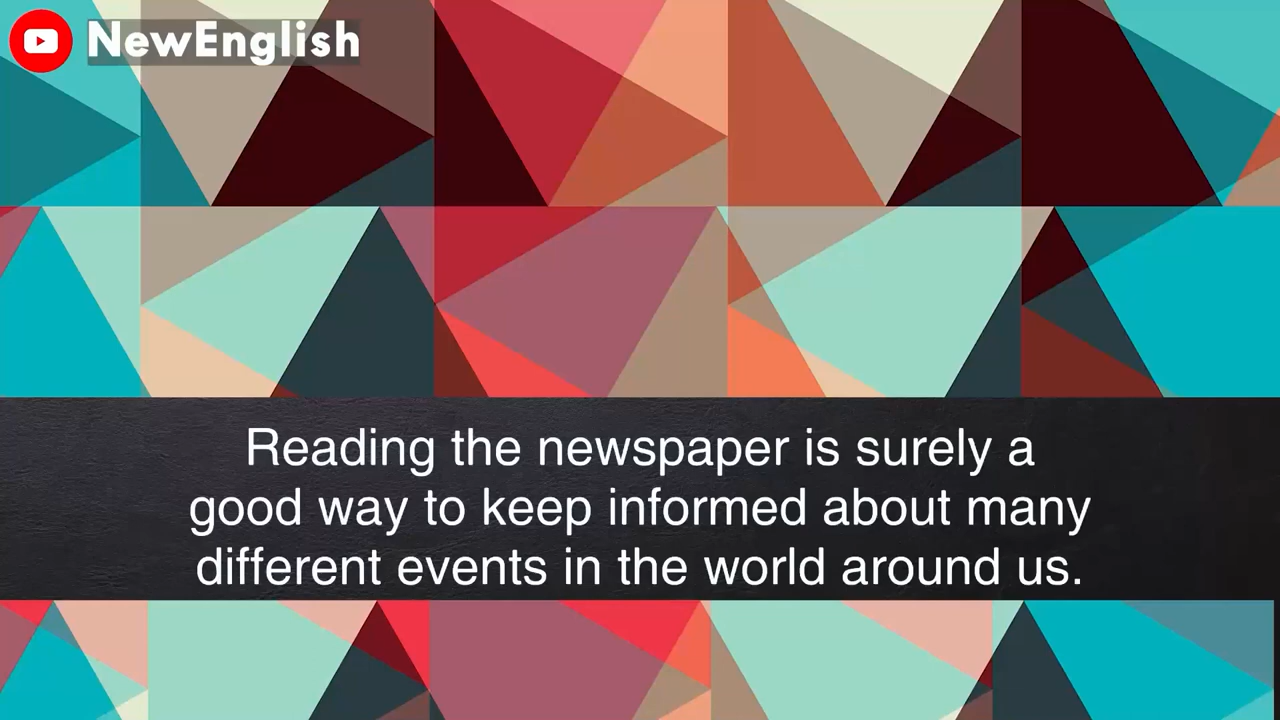 NewEnglish
Reading the newspaper is surely a
good way to keep informed about many
different events in the world around us.